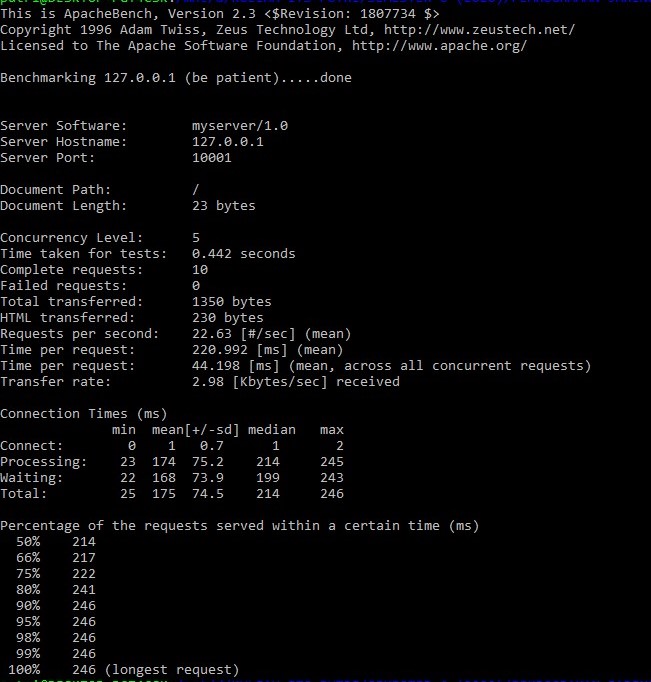 This is ApacheBench, Version 2.3 <$Revision: 1807734 $>
Copyright 1996 Adam Twiss, Zeus Technology Ltd, http://www.zeustech.net/
Licensed to The Apache Software Foundation, http://www.apache.org/
Benchmarking 127.0.0.1 (be patient).....done
Server Software: myserver/1.0
Server Hostname: 127.0.0.1
Server Port: 10001
Document Path: /
Document Length: 23 bytes
Concurrency Level: 5
Time taken for tests: 0.442 seconds
Complete requests: 10
Failed requests: 0
Total transferred: 1350 bytes
HTML transferred: 230 bytes
Requests per second: 22.63 [#/sec] (mean)
Time per request: 220.992 [ms] (mean)
Time per request: 44.198 [ms] (mean, across all concurrent requests)
Transfer rate: 2.98 [Kbytes/sec] received
Connection Times (ms)
min mean[+/-sd] median max
Connect: 0 1 0.7 1 2
Processing: 23 174 75.2 214 245
Waiting: 22 168 73.9 199 243
Total: 25 175 74.5 214 246
Percentage of the requests served within a certain time (ms)
50% 214
66% 217
75% 222
80% 241
90% 246
95% 246
98% 246
99% 246
100% 246 (longest request)